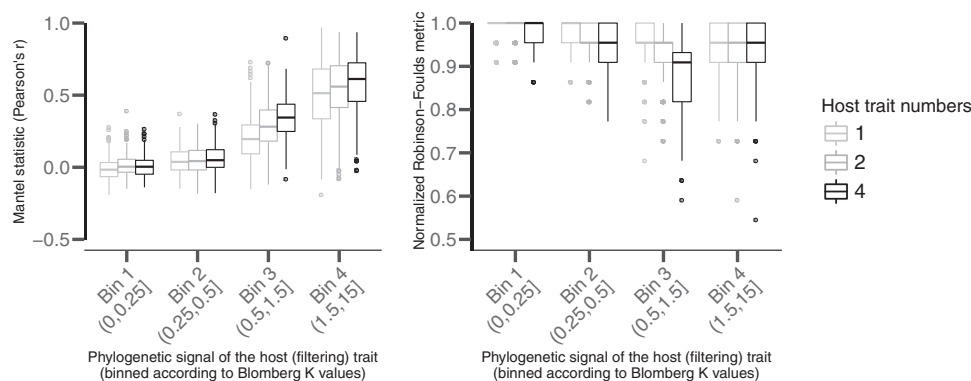 Mantel statistic (Pearson's r)
1.0
0.5
0.0
−0.5
Bin 1
(0,0.25]
Bin 2
(0.25,0.5]
Bin 3
(0.5,1.5]
Bin 4
(1.5,15]
Phylogenetic signal of the host (filtering) trait
(binned according to Blomberg K values)
Normalized Robinson−Foulds metric
1.0
0.9
0.8
0.7
0.6
0.5
Bin 1
(0,0.25]
Bin 2
(0.25,0.5]
Bin 3
(0.5,1.5]
Bin 4
(1.5,15]
Phylogenetic signal of the host (filtering) trait
(binned according to Blomberg K values)
Host trait numbers
1
2
4